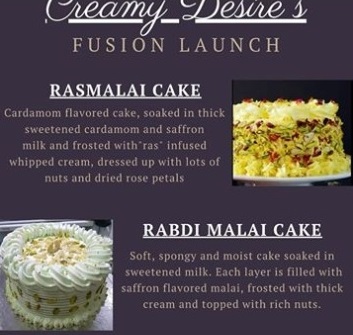 Creamy Desire's
FUSION LAUNCH
RASMALAI CAKE
Cardamom flavored cake, soaked in thick
sweetened cardamom and saffron
milk and frosted with"ras" infused
whipped cream, dressed up with lots of
nuts and dried rose petals
RABDI MALAI CAKE
Soft, spongy and moist cake soaked in
sweetened milk. Each layer is filled with
saffron flavored malai, frosted with thick
cream and topped with rich nuts.